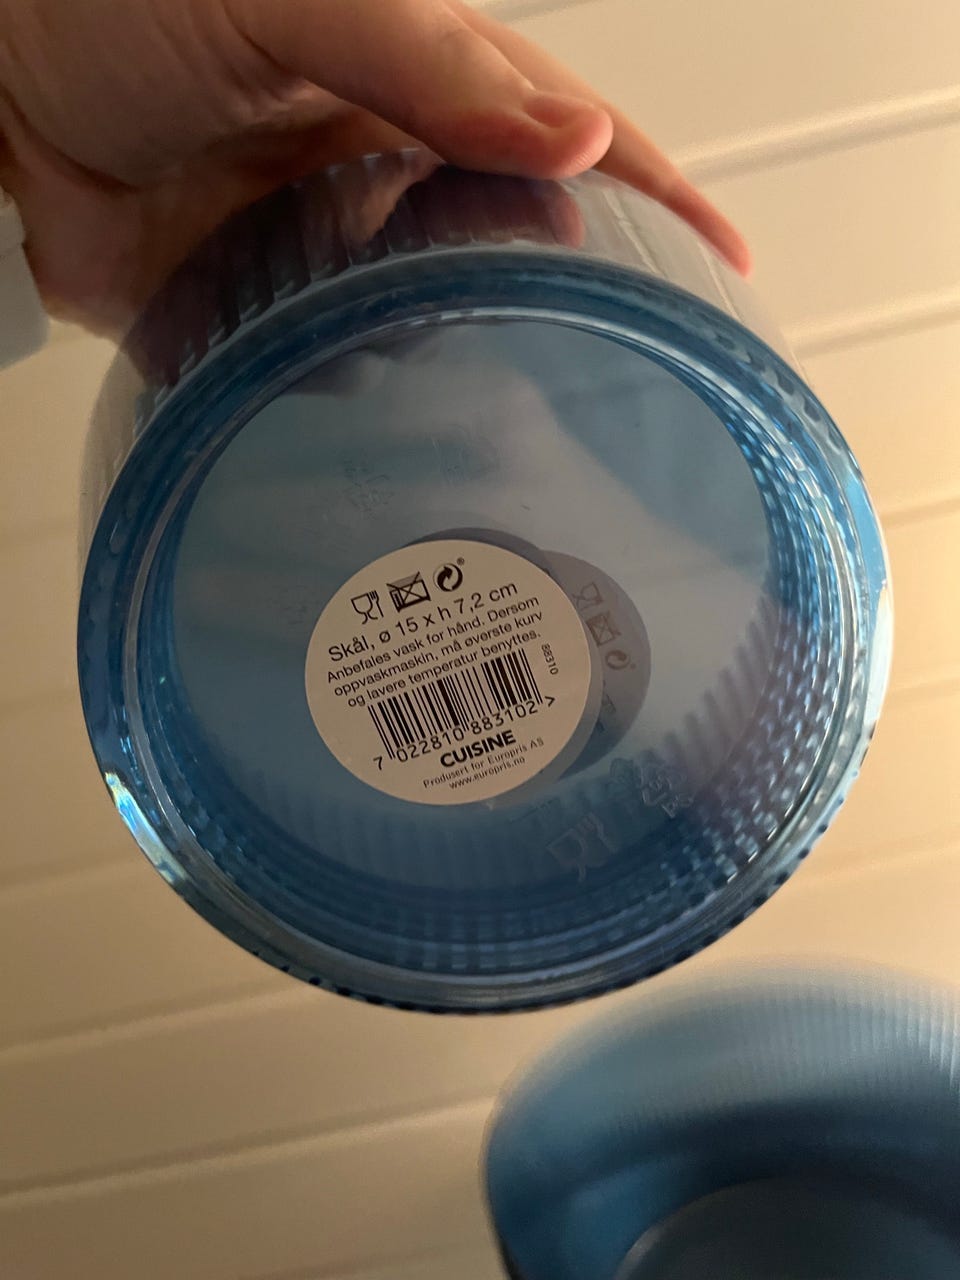 Skål, ø 15 x h 7,2 cm
Anbefales vask for hånd. Dersom
oppvaskmaskin, må øverste kurv
og lavere temperatur benyttes.
88310
7 022810 883102 >
CUISINE
Produsert for Europris AS
www.europris.no